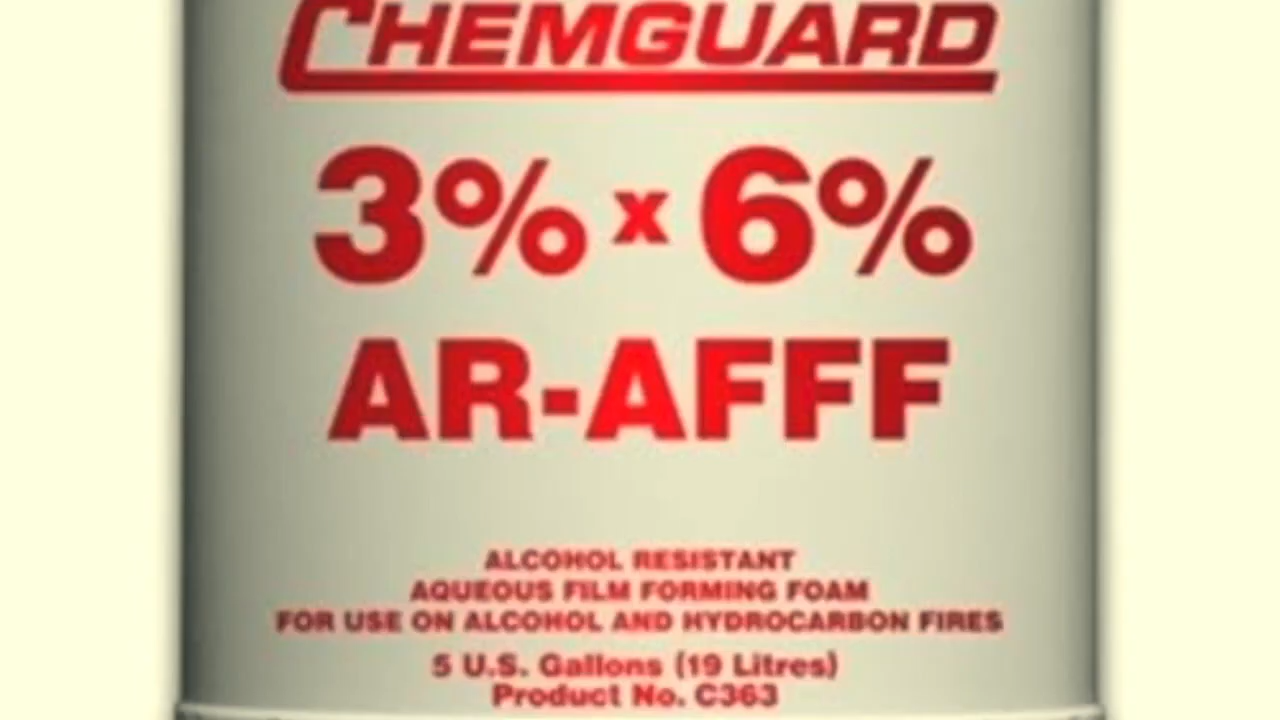 CHEMGUARD
3% x 6%
AR-AFFF
ALCOHOL RESISTANT
AQUEOUS FILM FORMING FOAM
FOR USE ON ALCOHOL AND HYDROCARBON FIRES
5 U.S. Gallons (19 Litres)
Product No. C363